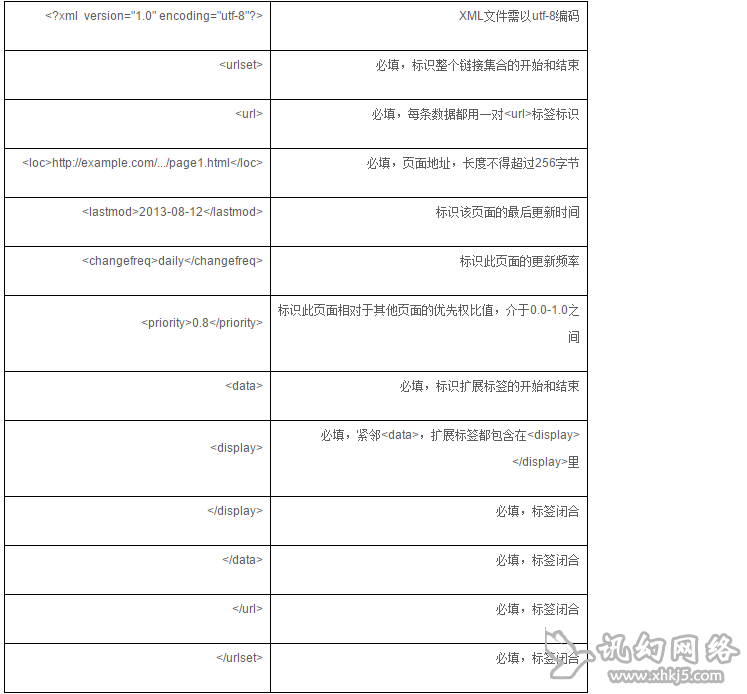 <?xml version="1.0" encoding="utf-8"?> XML文件需以utf-8编码
<urlset> 必填，标识整个链接集合的开始和结束
<url> 必填，每条数据都用一对<url>标签标识
<loc>http://example.com/.../page1.html</loc> 必填，页面地址，长度不得超过256字节
<lastmod>2013-08-12</lastmod> 标识该页面的最后更新时间
<changefreq>daily</changefreq> 标识此页面的更新频率
<priority>0.8</priority> 标识此页面相对于其他页面的优先权比值，介于0.0-1.0之
间
<data> 必填，标识扩展标签的开始和结束
<display> 必填，紧邻<data>，扩展标签都包含在<display>
</display>里
</display> 必填，标签闭合
</data> 必填，标签闭合
</url> 必填，标签闭合
</urlset> 必填，标签闭合
讯幻网络
www.xhkj5.com